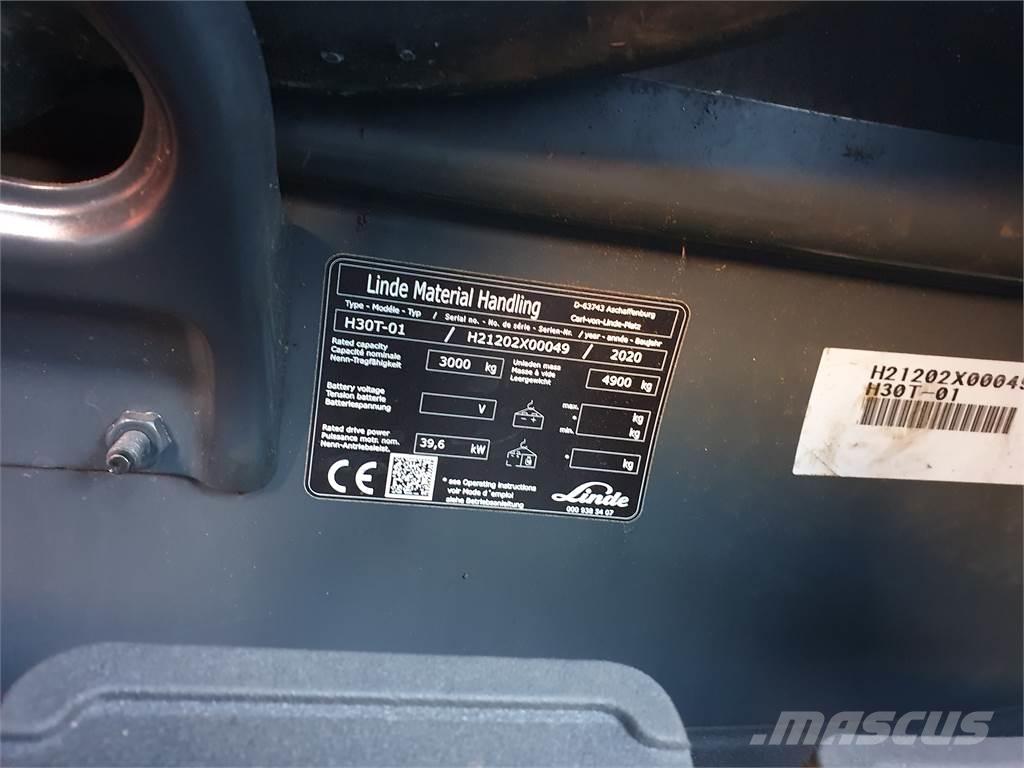 Linde Material Handling
D-63743 Aschaffenburg
Carl-von-Linde-Platz
Type - Modèle - Typ / Serial no. - No. de série - Serien-Nr. / year - année - Baujahr
H30T-01 / H21202X00049 / 2020
Rated capacity
Capacité nominale
Nenn-Tragfähigkeit
3000 kg
Unladen mass
Masse à vide
Leergewicht
4900 kg
Battery voltage
Tension batterie
Batteriespannung
V
max. kg
min. kg
Rated drive power
Puissance motr. nom.
Nenn-Antriebsleist.
39,6 kW
* kg
CE
* see Operating instructions
voir Mode d'emploi
siehe Betriebsanleitung
Linde
000 938 34 07
H21202X00049
H30T-01
MASCUS